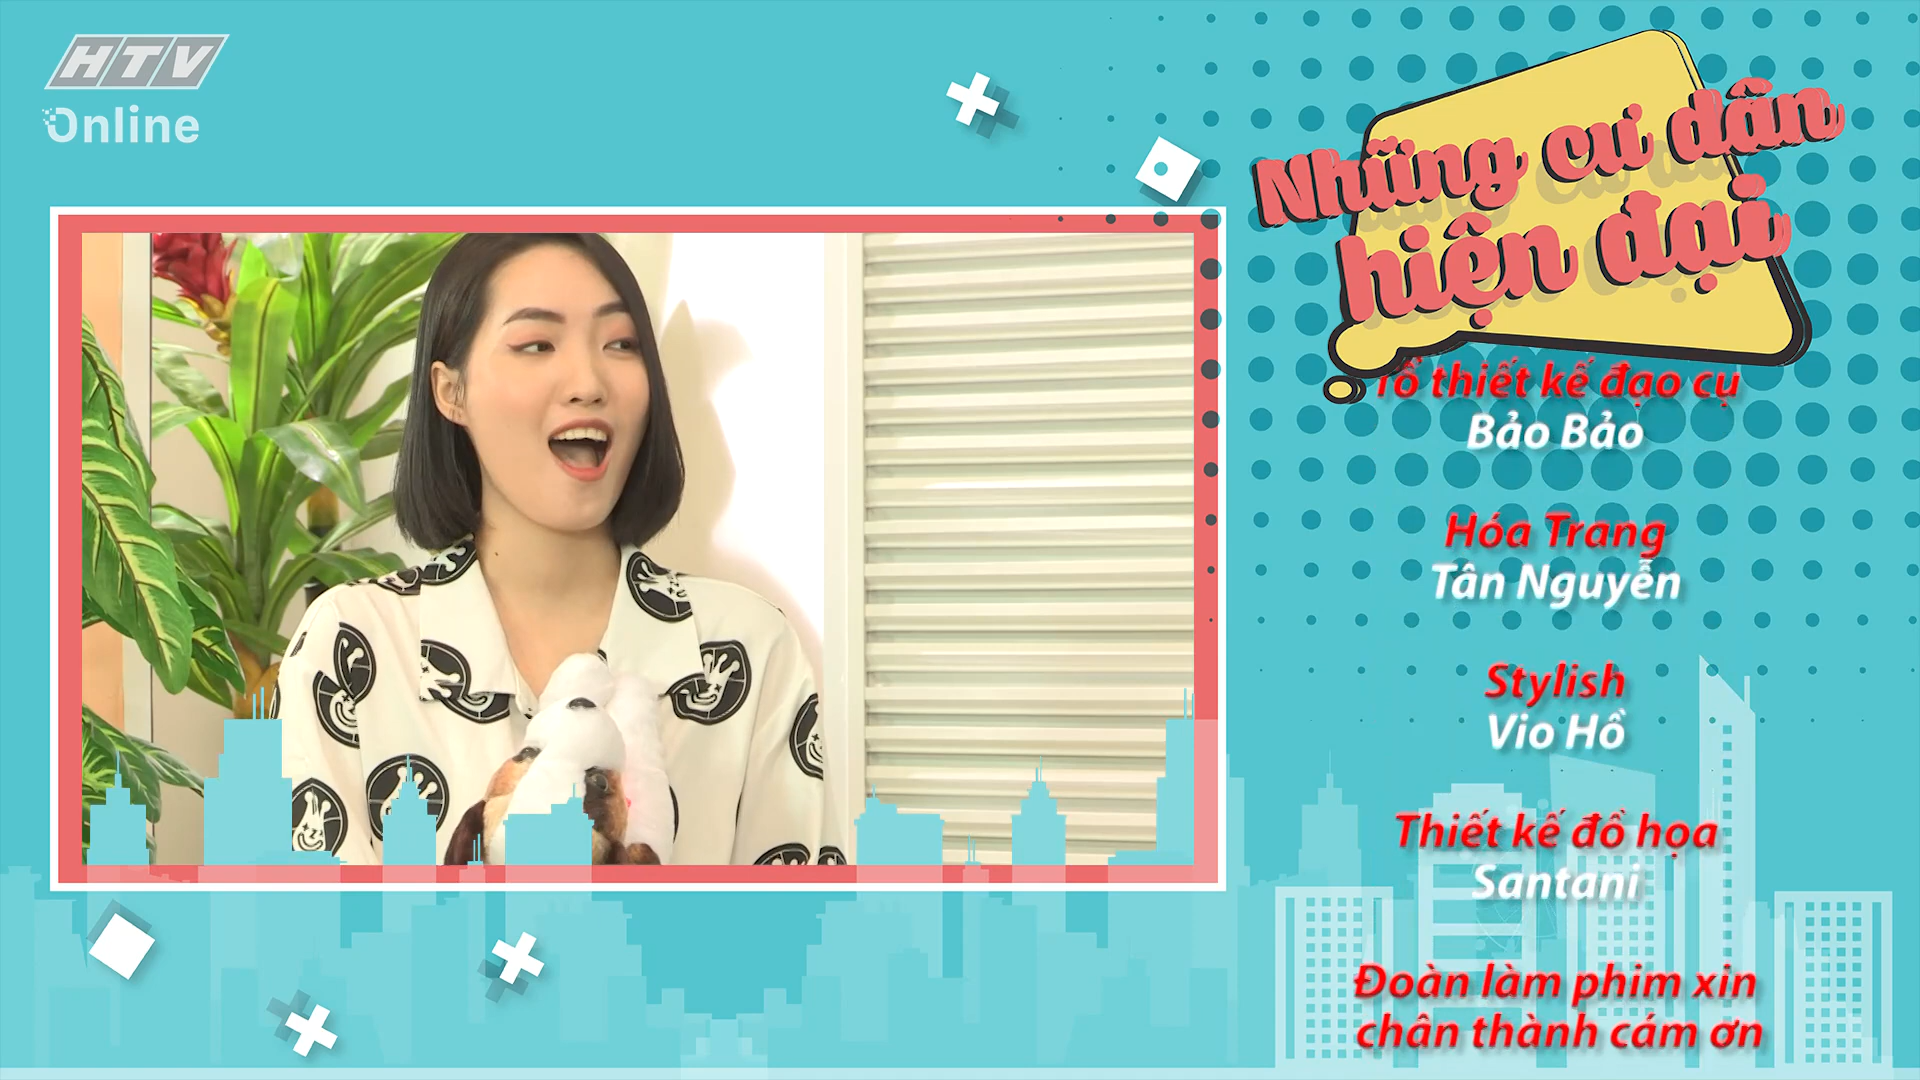 HTV
Online
Những cư dân
hiện đại
Tổ thiết kế đạo cụ
Bảo Bảo
Hóa Trang
Tân Nguyễn
Stylish
Vio Hồ
Thiết kế đồ họa
Santani
Đoàn làm phim xin
chân thành cám ơn